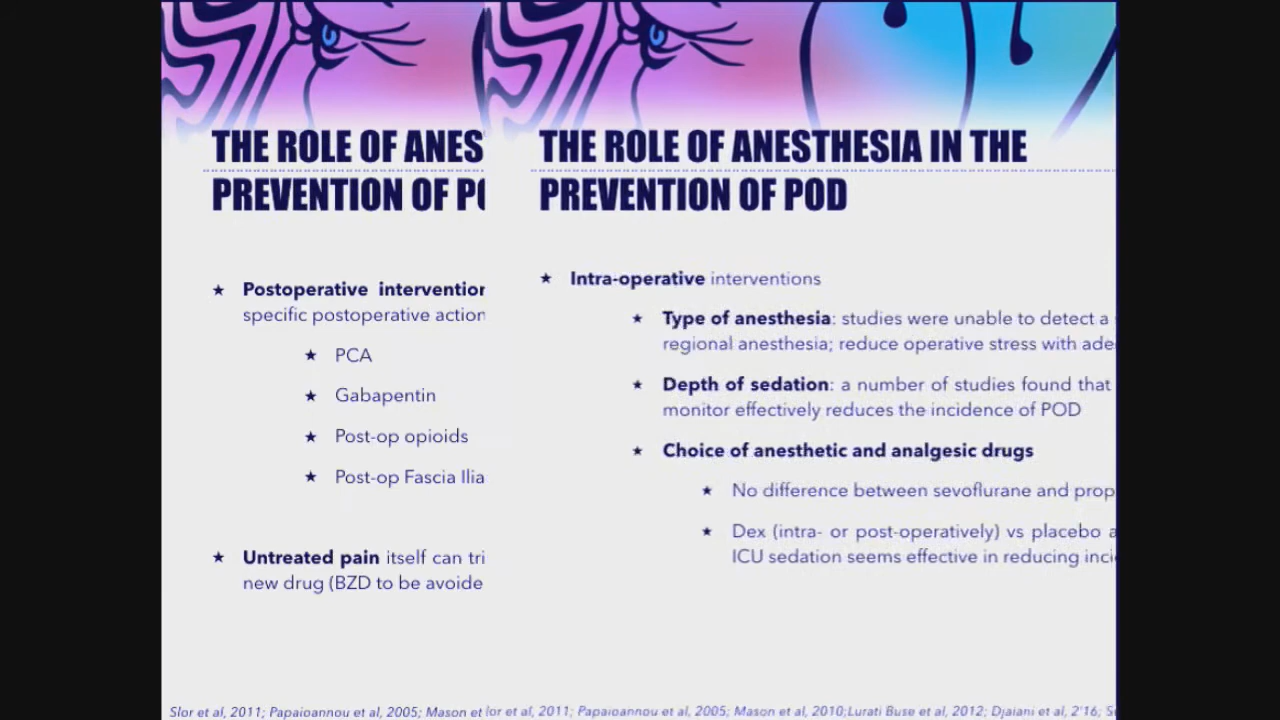 THE ROLE OF ANES
PREVENTION OF PO
★ Postoperative intervention
specific postoperative action
★ PCA
★ Gabapentin
★ Post-op opioids
★ Post-op Fascia Ilia
★ Untreated pain itself can tri
new drug (BZD to be avoide
Slor et al, 2011; Papaioannou et al, 2005; Mason et
THE ROLE OF ANESTHESIA IN THE
PREVENTION OF POD
★ Intra-operative interventions
★ Type of anesthesia: studies were unable to detect a
regional anesthesia; reduce operative stress with ade
★ Depth of sedation: a number of studies found that
monitor effectively reduces the incidence of POD
★ Choice of anesthetic and analgesic drugs
★ No difference between sevoflurane and prop
★ Dex (intra- or post-operatively) vs placebo a
ICU sedation seems effective in reducing inci
lor et al, 2011; Papaioannou et al, 2005; Mason et al, 2010;Lurati Buse et al, 2012; Djaiani et al, 2'16;